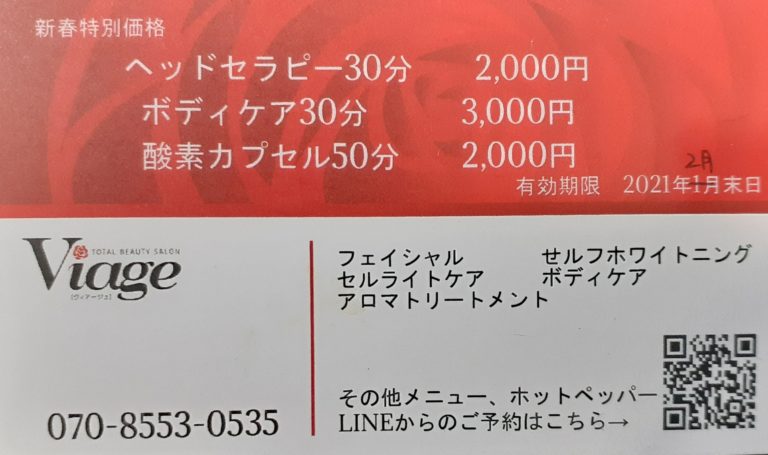 新春特別価格
ヘッドセラピー30分 2,000円
ボディケア30分 3,000円
酸素カプセル50分 2,000円
2月
有効期限 2021年1月末日
TOTAL BEAUTY SALON
Viage
[ヴィアージュ]
フェイシャル せルフホワイトニング
セルライトケア ボディケア
アロマトリートメント
その他メニュー、ホットペッパー
LINEからのご予約はこちら→
070-8553-0535